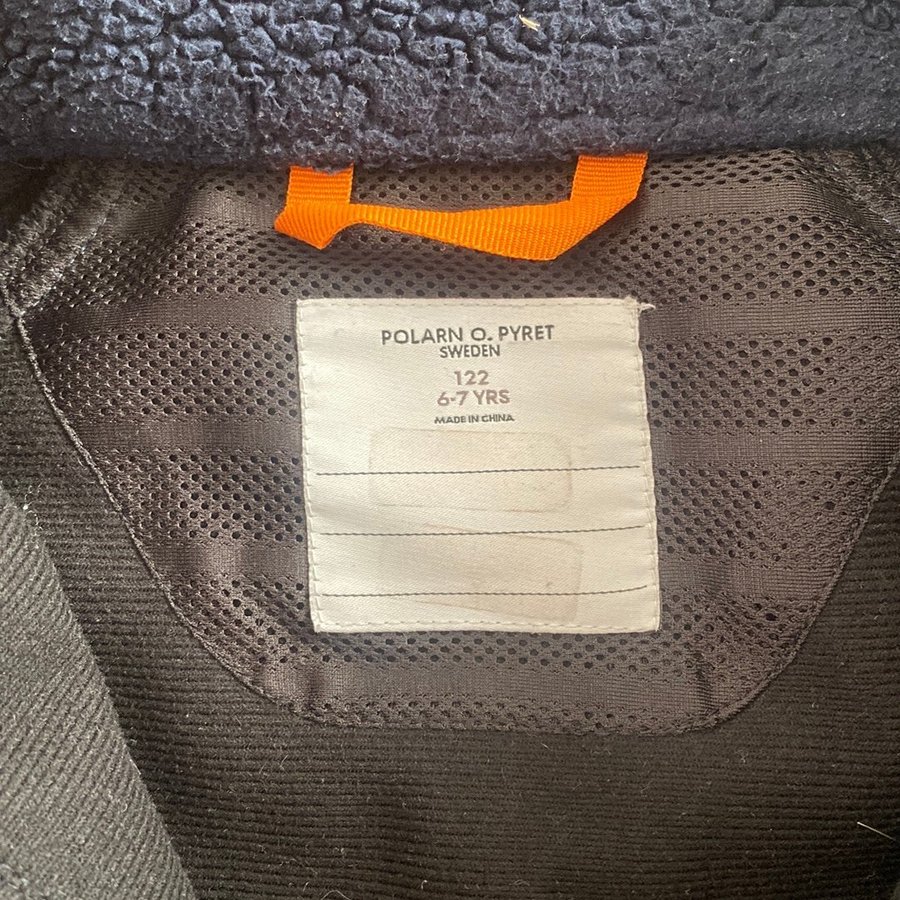 POLARN O. PYRET
SWEDEN
122
6-7 YRS
MADE IN CHINA